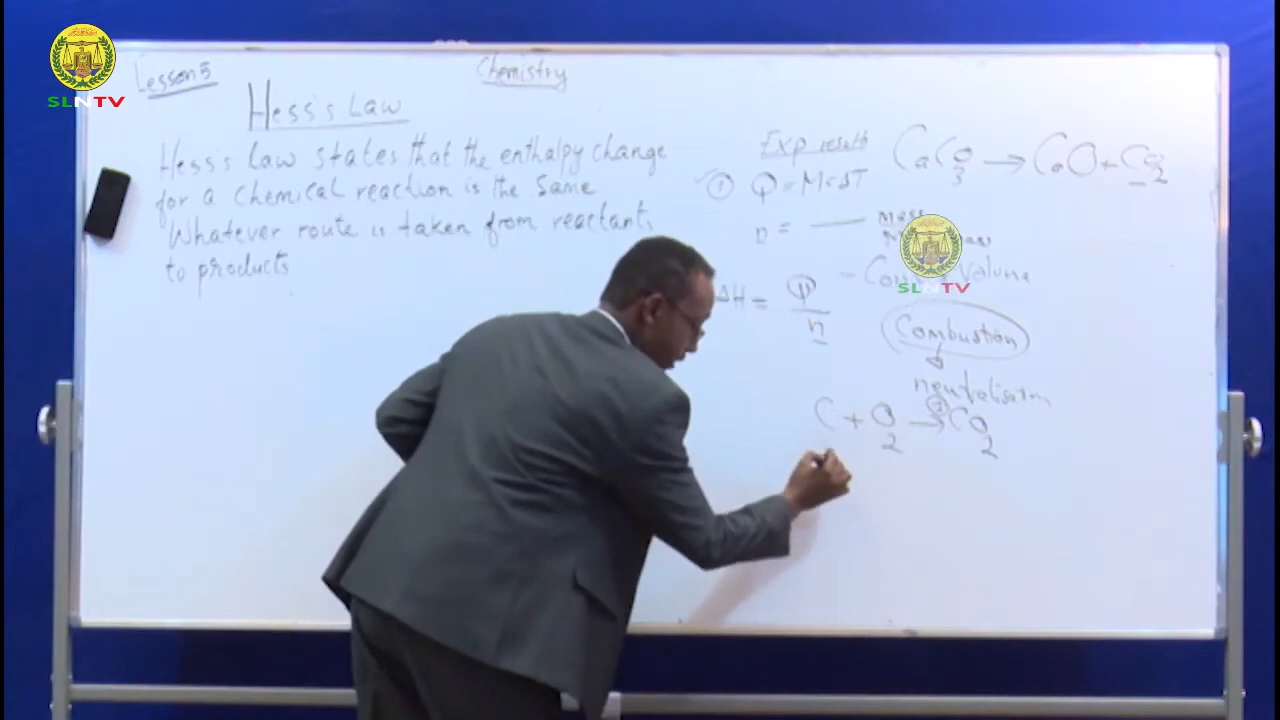 SLNTV
Lesson 5
Chemistry
Hess's Law
Hess's Law states that the enthalpy change
for a chemical reaction is the same
Whatever route is taken from reactants
to products
Exp result
① Q = McΔT
n = mass
ΔH = Q/n
CaCO3 → CaO + CO2
SLNTV
Volume
Combustion
neutralisation
C + O2 → CO2